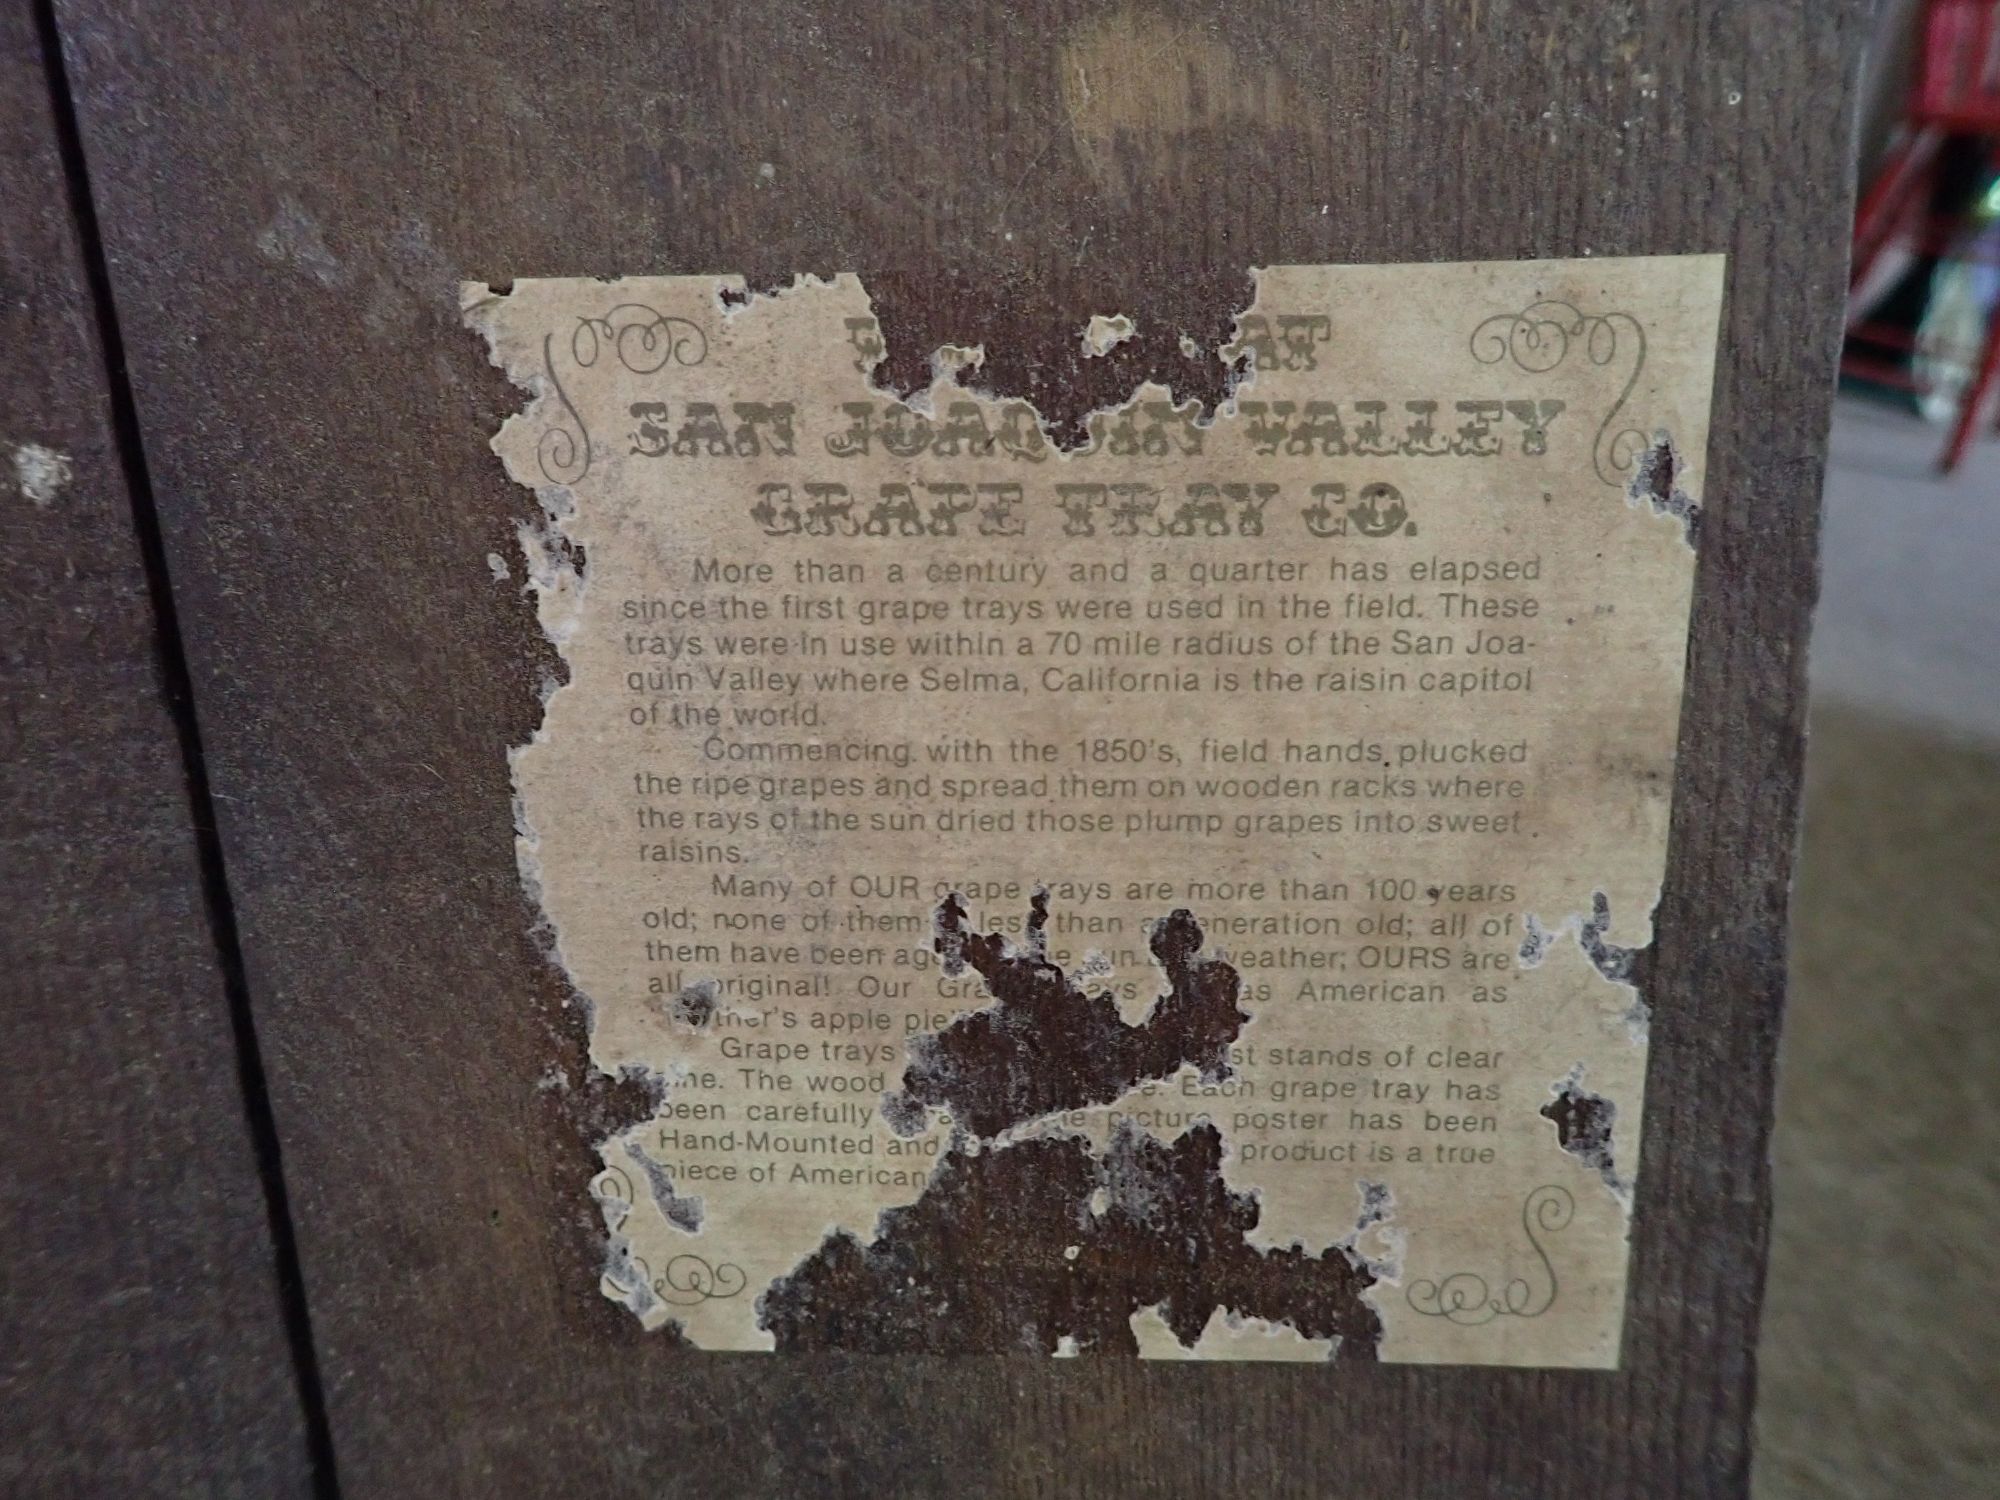 AT
SAN JOAQUIN VALLEY
GRAPE TRAY CO.
More than a century and a quarter has elapsed
since the first grape trays were used in the field. These
trays were in use within a 70 mile radius of the San Joa-
quin Valley where Selma, California is the raisin capitol
of the world.
Commencing with the 1850's, field hands plucked
the ripe grapes and spread them on wooden racks where
the rays of the sun dried those plump grapes into sweet
raisins.
Many of OUR grape trays are more than 100 years
old; none of them less than a generation old; all of
them have been weather; OURS are
all original! Our as American as
apple pie
Grape trays stands of clear
The wood Each grape tray has
been carefully picture poster has been
Hand-Mounted and product is a true
piece of American